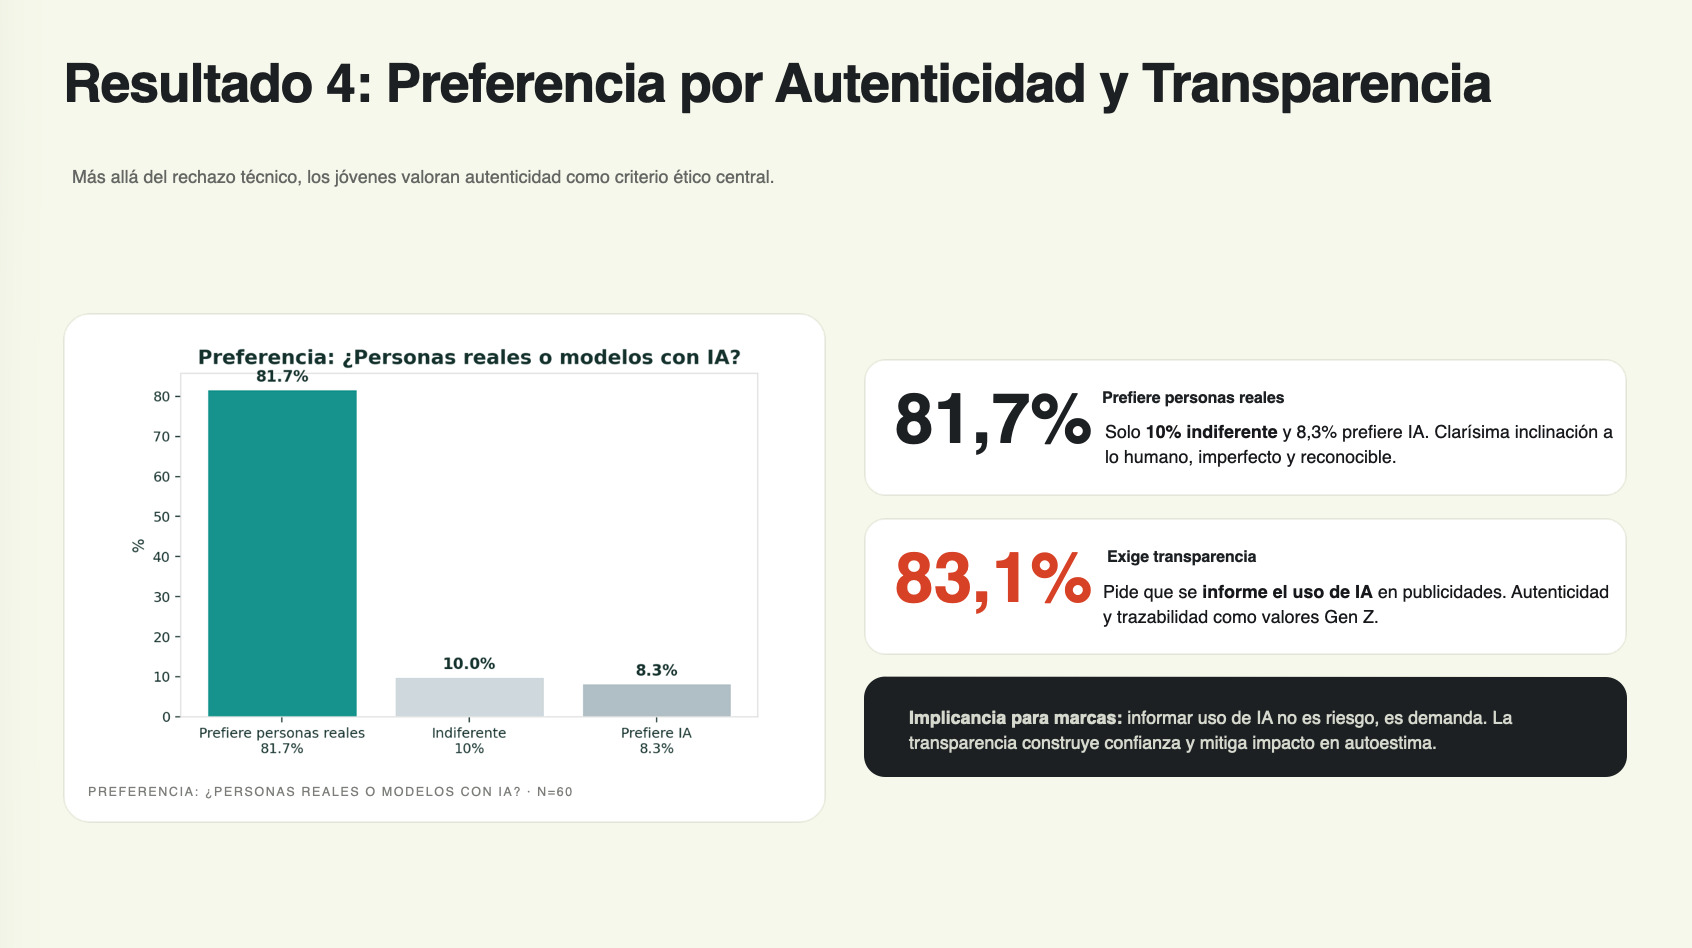 Resultado 4: Preferencia por Autenticidad y Transparencia
Más allá del rechazo técnico, los jóvenes valoran autenticidad como criterio ético central.
Preferencia: ¿Personas reales o modelos con IA?
81.7%
80
70
60
50
%
40
30
20
10.0%
8.3%
10
0
Prefiere personas reales
81.7%
Indiferente
10%
Prefiere IA
8.3%
PREFERENCIA: ¿PERSONAS REALES O MODELOS CON IA? · N=60
81,7%
Prefiere personas reales
Solo 10% indiferente y 8,3% prefiere IA. Clarísima inclinación a
lo humano, imperfecto y reconocible.
83,1%
Exige transparencia
Pide que se informe el uso de IA en publicidades. Autenticidad
y trazabilidad como valores Gen Z.
Implicancia para marcas: informar uso de IA no es riesgo, es demanda. La
transparencia construye confianza y mitiga impacto en autoestima.